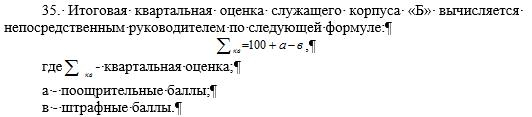 35. Итоговая квартальная оценка служащего корпуса «Б» вычисляется
непосредственным руководителем по следующей формуле:¶
∑кв=100 + а – в,¶
где ∑ кв - квартальная оценка;¶
а - поощрительные баллы;¶
в - штрафные баллы.¶